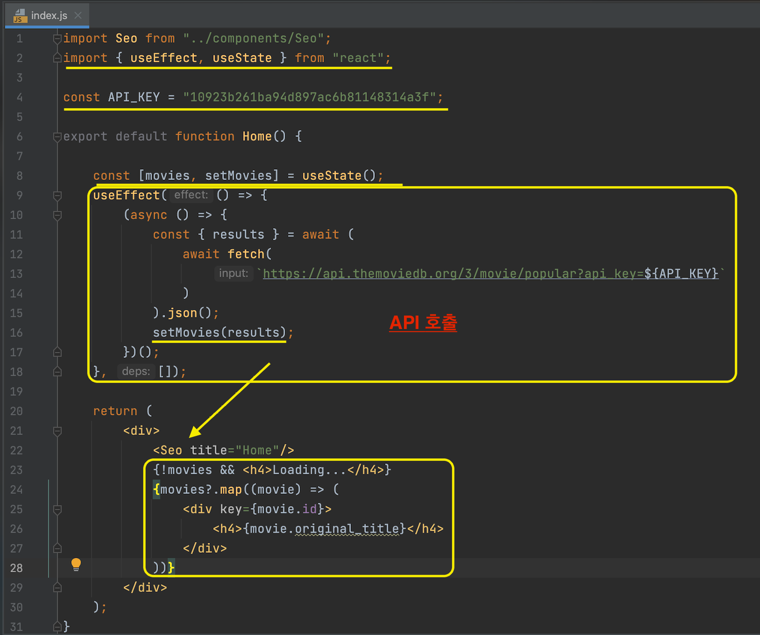 index.js
1 import Seo from "../components/Seo";
2 import { useEffect, useState } from "react";
3
4 const API_KEY = "10923b261ba94d897ac6b81148314a3f";
5
6 export default function Home() {
7
8 const [movies, setMovies] = useState();
9 useEffect( effect: () => {
10 (async () => {
11 const { results } = await (
12 await fetch(
13 input: `https://api.themoviedb.org/3/movie/popular?api_key=${API_KEY}`
14 )
15 ).json();
16 setMovies(results);
API 호출
17 })();
18 }, deps: []);
19
20 return (
21 <div>
22 <Seo title="Home"/>
23 {!movies && <h4>Loading...</h4>}
24 {movies?.map((movie) => (
25 <div key={movie.id}>
26 <h4>{movie.original_title}</h4>
27 </div>
28 ))}
29 </div>
30 );
31 }